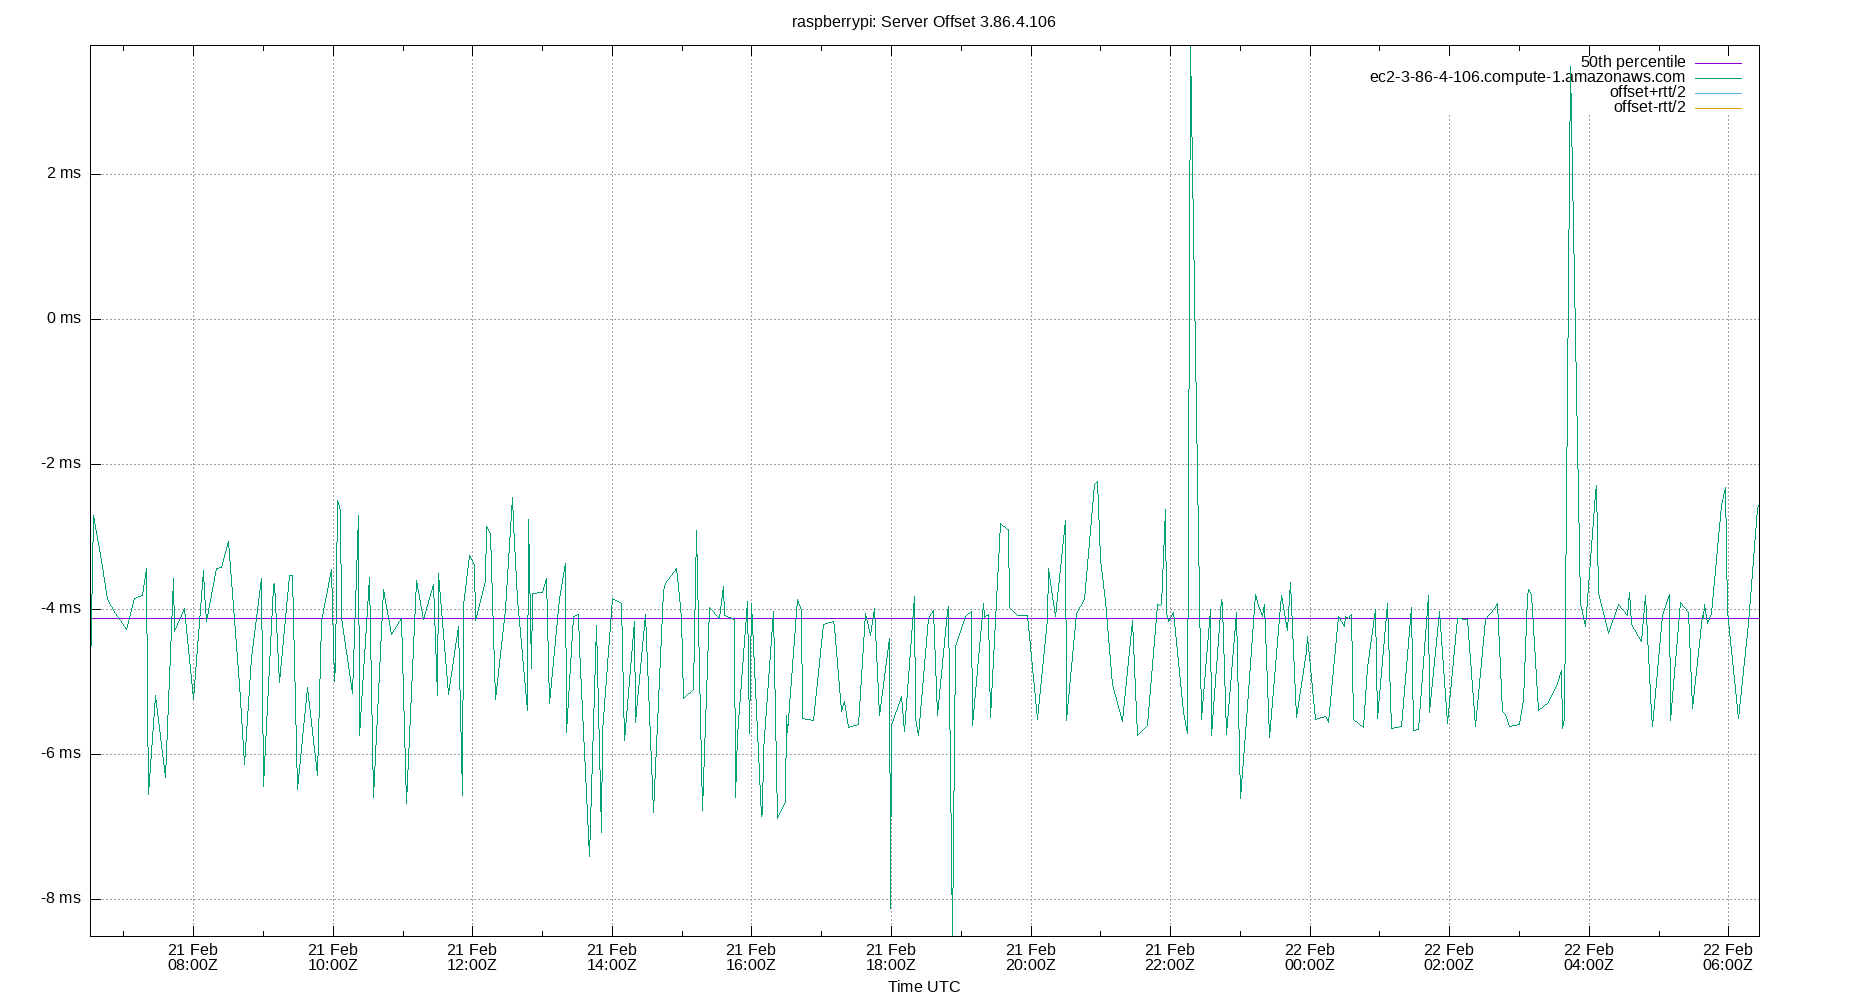 raspberrypi: Server Offset 3.86.4.106
50th percentile
ec2-3-86-4-106.compute-1.amazonaws.com
offset+rtt/2
offset-rtt/2
2 ms
0 ms
-2 ms
-4 ms
-6 ms
-8 ms
21 Feb 21 Feb 21 Feb 21 Feb 21 Feb 21 Feb 21 Feb 21 Feb 22 Feb 22 Feb 22 Feb 22 Feb
08:00Z 10:00Z 12:00Z 14:00Z 16:00Z 18:00Z 20:00Z 22:00Z 00:00Z 02:00Z 04:00Z 06:00Z
Time UTC